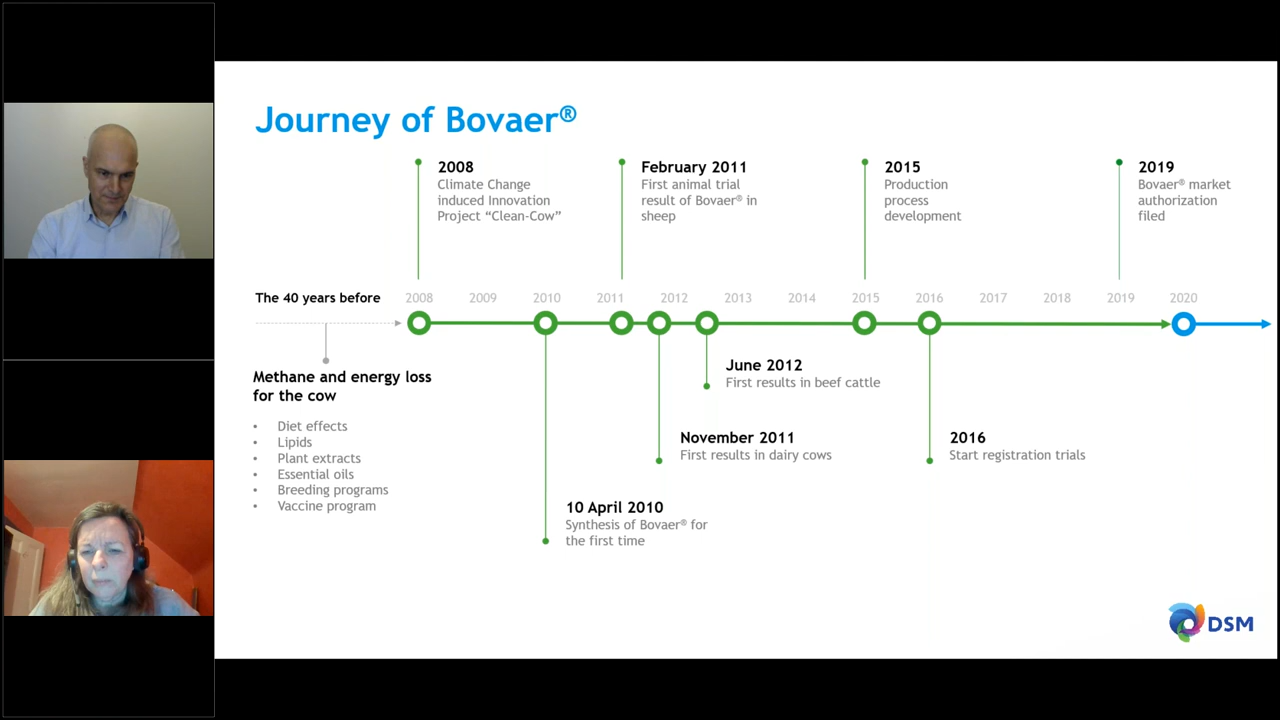 Journey of Bovaer®
2008
Climate Change
induced Innovation
Project “Clean-Cow”
February 2011
First animal trial
result of Bovaer® in
sheep
2015
Production
process
development
2019
Bovaer® market
authorization
filed
The 40 years before
2008 2009 2010 2011 2012 2013 2014 2015 2016 2017 2018 2019 2020
Methane and energy loss
for the cow
• Diet effects
• Lipids
• Plant extracts
• Essential oils
• Breeding programs
• Vaccine program
June 2012
First results in beef cattle
November 2011
First results in dairy cows
2016
Start registration trials
10 April 2010
Synthesis of Bovaer® for
the first time
DSM